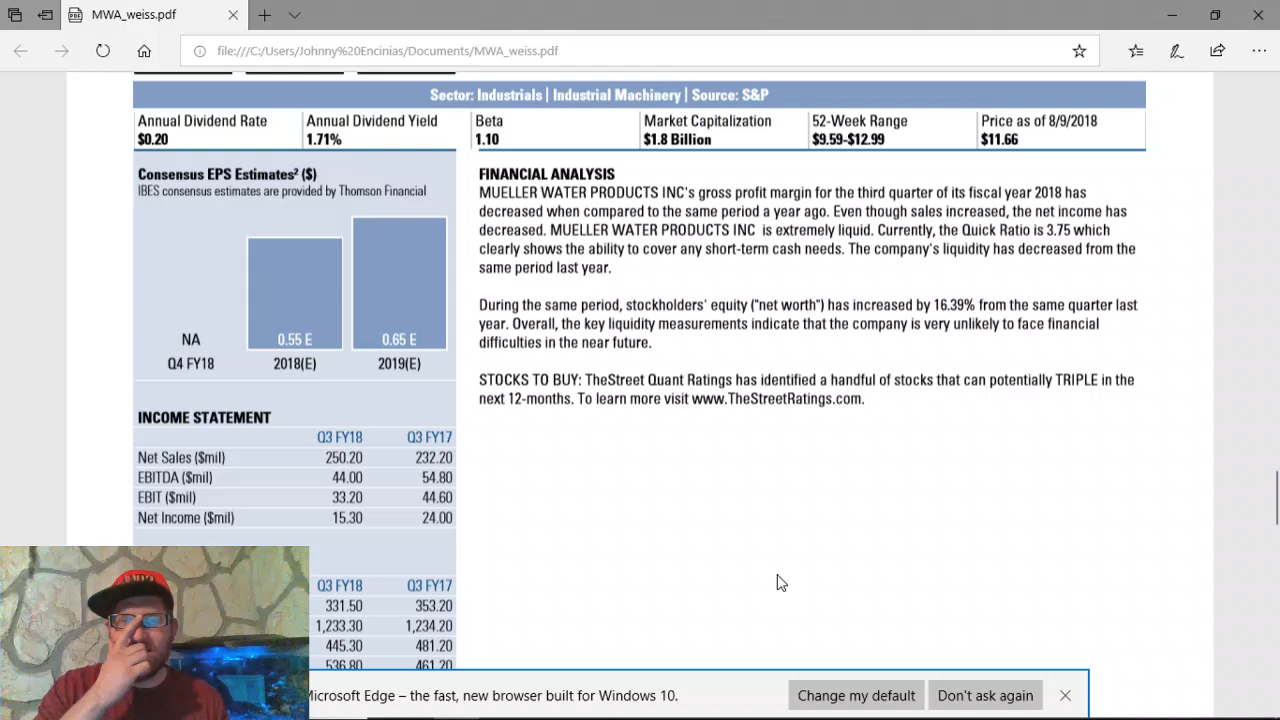 MWA_weiss.pdf
file:///C:/Users/Johnny%20Encinias/Documents/MWA_weiss.pdf
Sector: Industrials | Industrial Machinery | Source: S&P
Annual Dividend Rate
$0.20
Annual Dividend Yield
1.71%
Beta
1.10
Market Capitalization
$1.8 Billion
52-Week Range
$9.59-$12.99
Price as of 8/9/2018
$11.66
Consensus EPS Estimates² ($)
IBES consensus estimates are provided by Thomson Financial
NA 0.55 E 0.65 E
Q4 FY18 2018(E) 2019(E)
INCOME STATEMENT
Q3 FY18 Q3 FY17
Net Sales ($mil) 250.20 232.20
EBITDA ($mil) 44.00 54.80
EBIT ($mil) 33.20 44.60
Net Income ($mil) 15.30 24.00
Q3 FY18 Q3 FY17
331.50 353.20
1,233.30 1,234.20
445.30 481.20
536.80 461.20
FINANCIAL ANALYSIS
MUELLER WATER PRODUCTS INC's gross profit margin for the third quarter of its fiscal year 2018 has
decreased when compared to the same period a year ago. Even though sales increased, the net income has
decreased. MUELLER WATER PRODUCTS INC is extremely liquid. Currently, the Quick Ratio is 3.75 which
clearly shows the ability to cover any short-term cash needs. The company's liquidity has decreased from the
same period last year.
During the same period, stockholders' equity ("net worth") has increased by 16.39% from the same quarter last
year. Overall, the key liquidity measurements indicate that the company is very unlikely to face financial
difficulties in the near future.
STOCKS TO BUY: TheStreet Quant Ratings has identified a handful of stocks that can potentially TRIPLE in the
next 12-months. To learn more visit www.TheStreetRatings.com.
Microsoft Edge – the fast, new browser built for Windows 10.
Change my default
Don't ask again